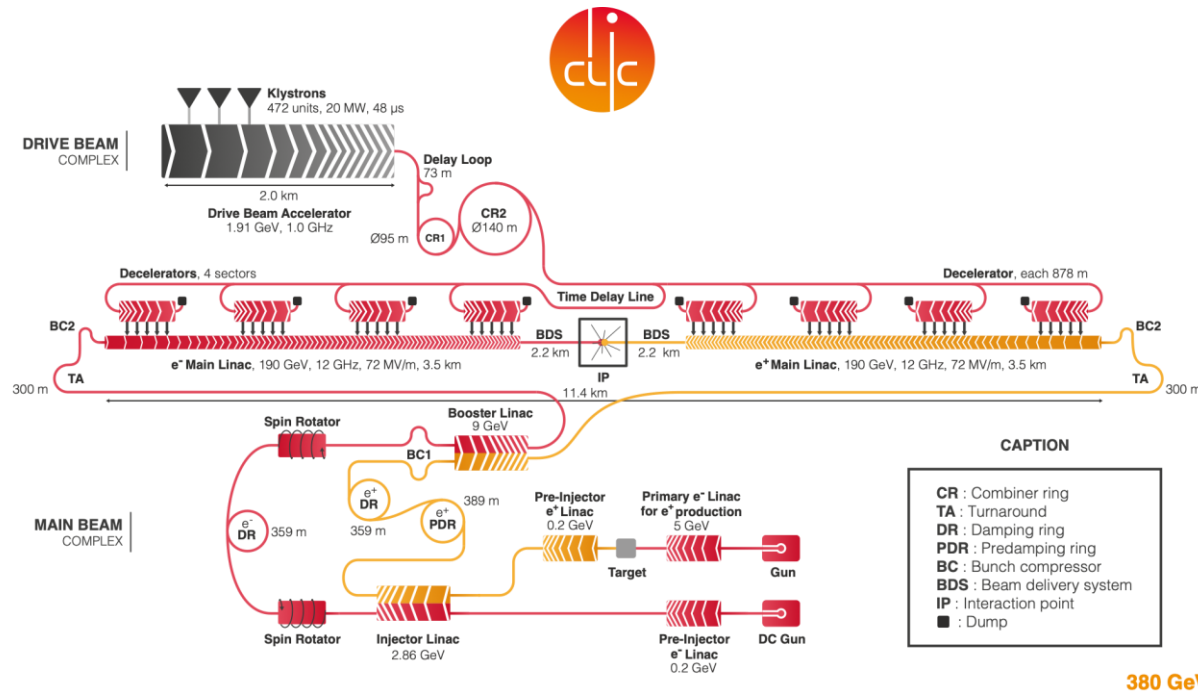 clic
Klystrons
472 units, 20 MW, 48 µs
DRIVE BEAM
COMPLEX
Delay Loop
73 m
2.0 km
Drive Beam Accelerator
1.91 GeV, 1.0 GHz
CR2
Ø140 m
Ø95 m
CR1
Decelerators, 4 sectors
Decelerator, each 878 m
Time Delay Line
BC2
BDS
2.2 km
BDS
2.2 km
BC2
e- Main Linac, 190 GeV, 12 GHz, 72 MV/m, 3.5 km
IP
e+ Main Linac, 190 GeV, 12 GHz, 72 MV/m, 3.5 km
TA
TA
300 m
300 m
11.4 km
Booster Linac
9 GeV
Spin Rotator
BC1
e+
DR
359 m
e+
PDR
389 m
MAIN BEAM
COMPLEX
e-
DR
359 m
Pre-Injector
e+ Linac
0.2 GeV
Primary e- Linac
for e+ production
5 GeV
Target
Gun
Spin Rotator
Injector Linac
2.86 GeV
Pre-Injector
e- Linac
0.2 GeV
DC Gun
CAPTION
CR : Combiner ring
TA : Turnaround
DR : Damping ring
PDR : Predamping ring
BC : Bunch compressor
BDS : Beam delivery system
IP : Interaction point
: Dump
380 GeV